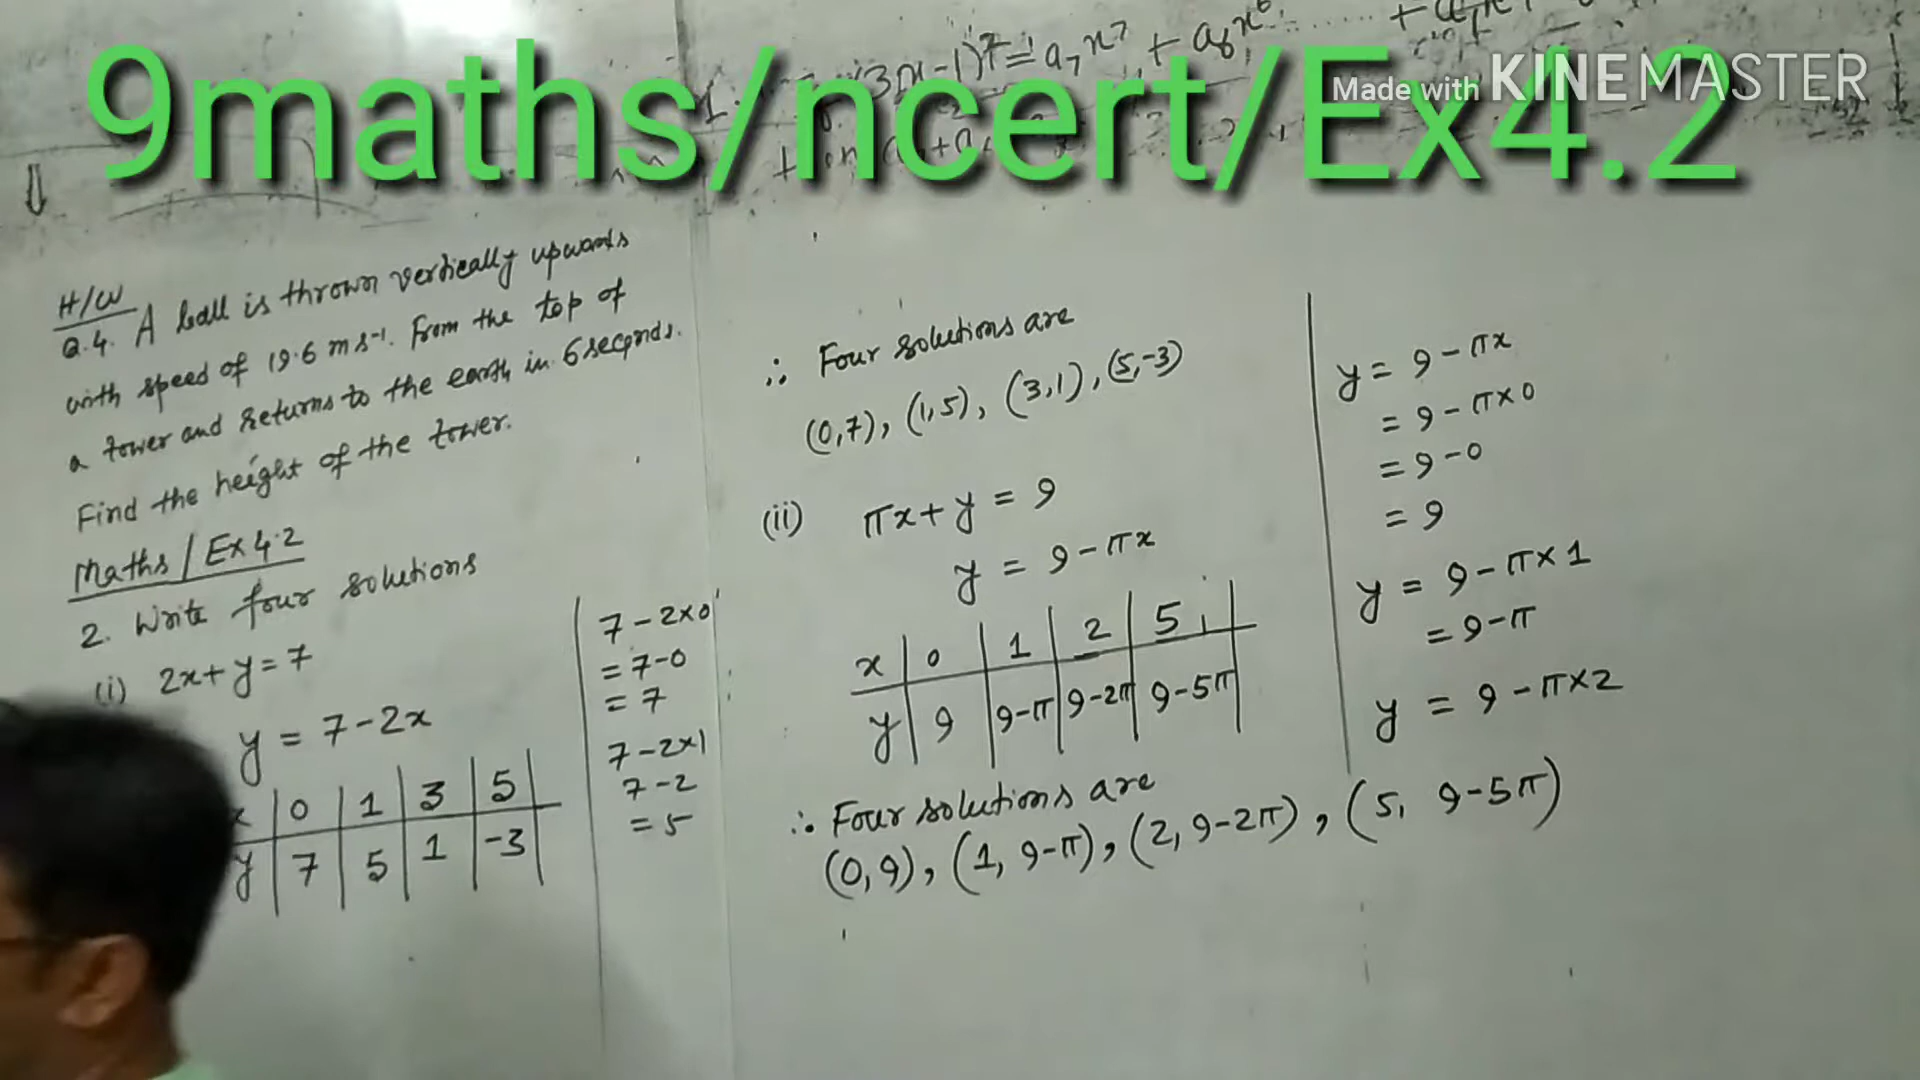 9maths/ncert/Ex4.2
Made with KINEMASTER
(3x-1)⁷ = a₇x⁷ + a₆x⁶ ........ +
H/W
Q.4. A ball is thrown vertically upwards
with speed of 19.6 m s⁻¹. From the top of
a tower and returns to the earth in 6 seconds.
Find the height of the tower.
Maths / Ex 4.2
2. Write four solutions
(i) 2x + y = 7
y = 7 - 2x
x | 0 | 1 | 3 | 5
y | 7 | 5 | 1 | -3
7 - 2×0
= 7-0
= 7
7 - 2×1
7 - 2
= 5
∴ Four solutions are
(0,7), (1,5), (3,1), (5,-3)
(ii) πx + y = 9
y = 9 - πx
x | 0 | 1 | 2 | 5
y | 9 | 9-π | 9-2π | 9-5π
∴ Four solutions are
(0,9), (1, 9-π), (2, 9-2π), (5, 9-5π)
y = 9 - πx
= 9 - π×0
= 9 - 0
= 9
y = 9 - π×1
= 9-π
y = 9 - π×2